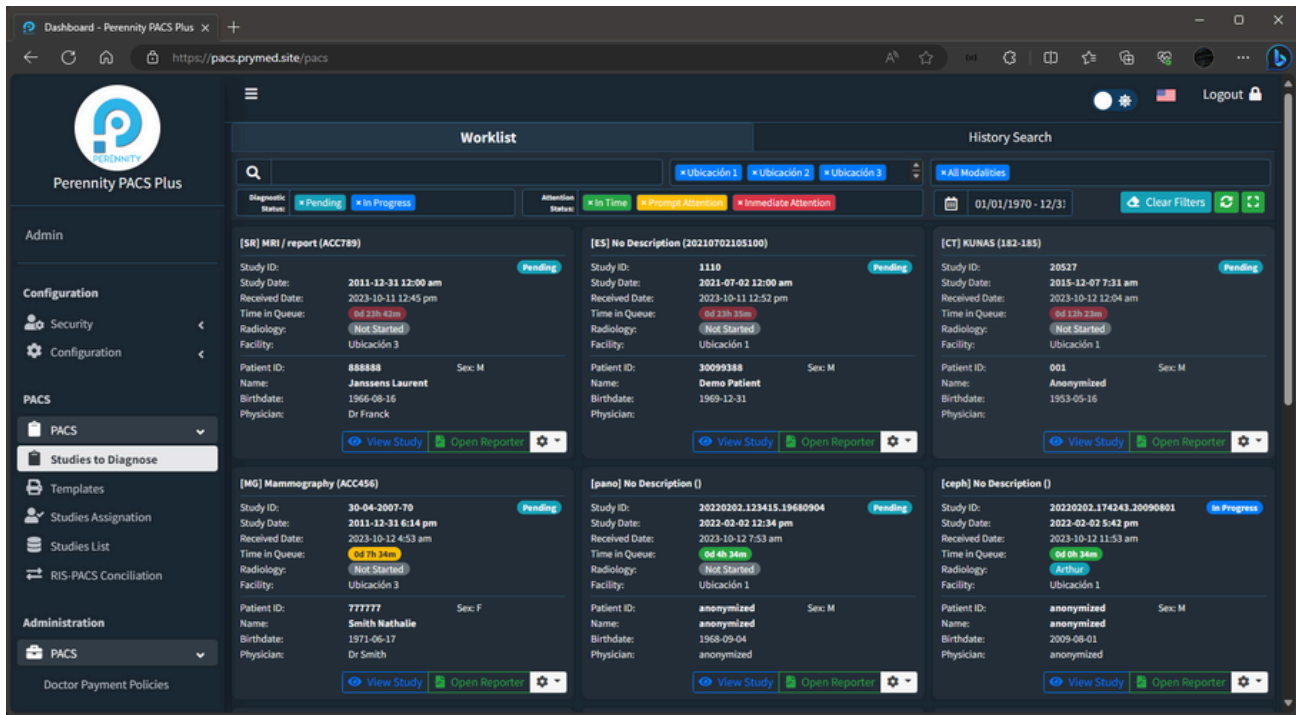 Dashboard - Perennity PACS Plus
https://pacs.prymed.site/pacs
Logout
PERENNITY
Perennity PACS Plus
Worklist
History Search
× Ubicación 1 × Ubicación 2 × Ubicación 3
× All Modalities
Diagnostic Status: × Pending × In Progress
Attention Status: × In Time × Prompt Attention × Inmediate Attention
01/01/1970 - 12/31
Clear Filters
Admin
Configuration
Security
Configuration
PACS
PACS
Studies to Diagnose
Templates
Studies Assignation
Studies List
RIS-PACS Conciliation
Administration
PACS
Doctor Payment Policies
[SR] MRI / report (ACC789)
Study ID: Pending
Study Date: 2011-12-31 12:00 am
Received Date: 2023-10-11 12:45 pm
Time in Queue: 0d 23h 42m
Radiology: Not Started
Facility: Ubicación 3
Patient ID: 888888 Sex: M
Name: Janssens Laurent
Birthdate: 1966-08-16
Physician: Dr Franck
View Study Open Reporter
[ES] No Description (20210702105100)
Study ID: 1110 Pending
Study Date: 2021-07-02 12:00 am
Received Date: 2023-10-11 12:52 pm
Time in Queue: 0d 23h 35m
Radiology: Not Started
Facility: Ubicación 1
Patient ID: 30099388 Sex: M
Name: Demo Patient
Birthdate: 1969-12-31
Physician:
View Study Open Reporter
[CT] KUNAS (182-185)
Study ID: 20527 Pending
Study Date: 2015-12-07 7:31 am
Received Date: 2023-10-12 12:04 am
Time in Queue: 0d 12h 23m
Radiology: Not Started
Facility: Ubicación 1
Patient ID: 001 Sex: M
Name: Anonymized
Birthdate: 1953-05-16
Physician:
View Study Open Reporter
[MG] Mammography (ACC456)
Study ID: 30-04-2007-70 Pending
Study Date: 2011-12-31 6:14 pm
Received Date: 2023-10-12 4:53 am
Time in Queue: 0d 7h 34m
Radiology: Not Started
Facility: Ubicación 3
Patient ID: 777777 Sex: F
Name: Smith Nathalie
Birthdate: 1971-06-17
Physician: Dr Smith
View Study Open Reporter
[pano] No Description ()
Study ID: 20220202.123415.19680904 Pending
Study Date: 2022-02-02 12:34 pm
Received Date: 2023-10-12 7:53 am
Time in Queue: 0d 4h 34m
Radiology: Not Started
Facility: Ubicación 1
Patient ID: anonymized Sex: M
Name: anonymized
Birthdate: 1968-09-04
Physician: anonymized
View Study Open Reporter
[ceph] No Description ()
Study ID: 20220202.174243.20090801 In Progress
Study Date: 2022-02-02 5:42 pm
Received Date: 2023-10-12 11:53 am
Time in Queue: 0d 0h 34m
Radiology: Arthur
Facility: Ubicación 1
Patient ID: anonymized Sex: M
Name: anonymized
Birthdate: 2009-08-01
Physician: anonymized
View Study Open Reporter